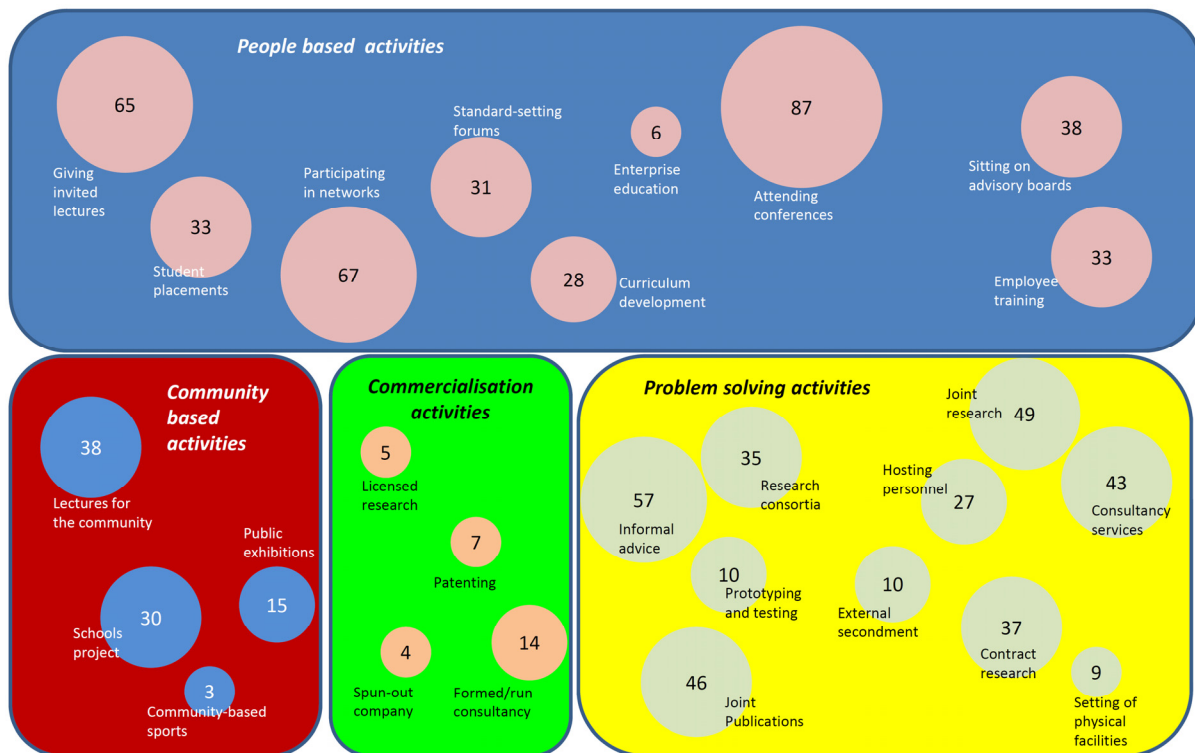 People based activities
65
Giving
invited
lectures
33
Student
placements
Participating
in networks
67
Standard-setting
forums
31
28
Curriculum
development
6
Enterprise
education
87
Attending
conferences
38
Sitting on
advisory boards
33
Employee
training
Community
based
activities
38
Lectures for
the community
Public
exhibitions
15
30
Schools
project
3
Community-based
sports
Commercialisation
activities
5
Licensed
research
7
Patenting
4
Spun-out
company
14
Formed/run
consultancy
Problem solving activities
57
Informal
advice
35
Research
consortia
10
Prototyping
and testing
46
Joint
Publications
Joint
research
49
Hosting
personnel
27
43
Consultancy
services
10
External
secondment
37
Contract
research
9
Setting of
physical
facilities